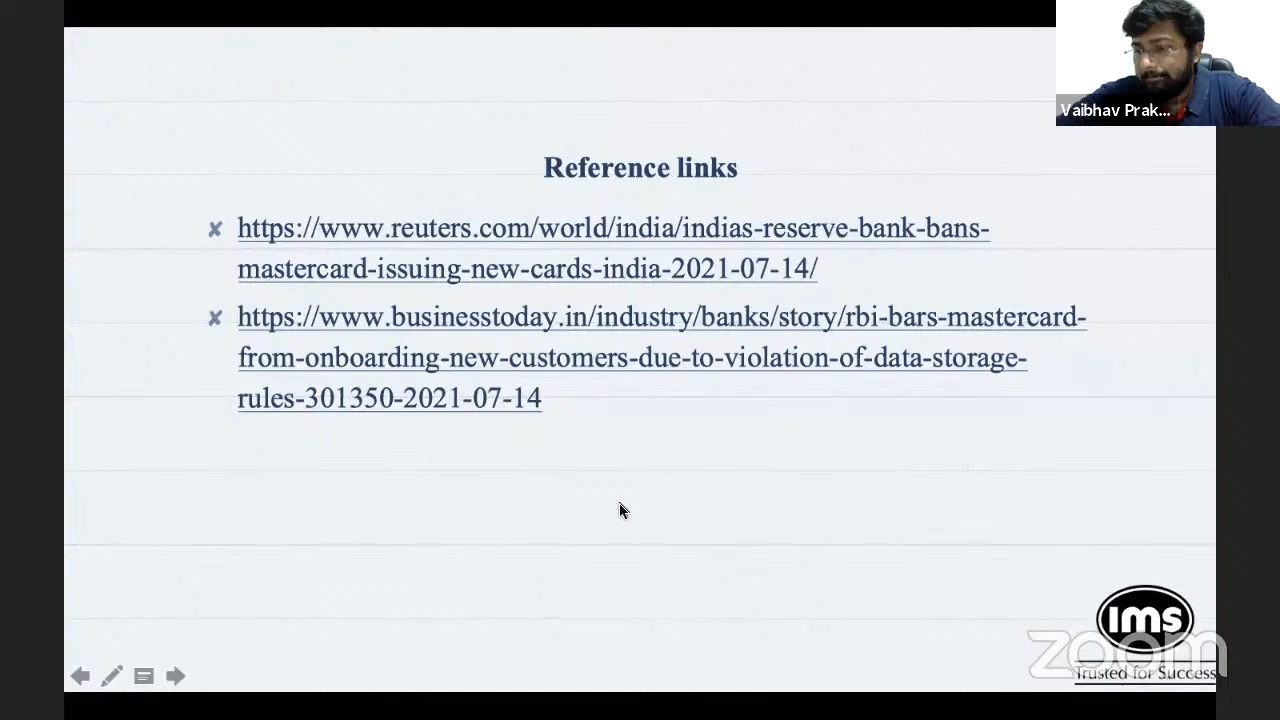 Vaibhav Prak...
Reference links
https://www.reuters.com/world/india/indias-reserve-bank-bans-
mastercard-issuing-new-cards-india-2021-07-14/
https://www.businesstoday.in/industry/banks/story/rbi-bars-mastercard-
from-onboarding-new-customers-due-to-violation-of-data-storage-
rules-301350-2021-07-14
ims
zoom
Trusted for Success